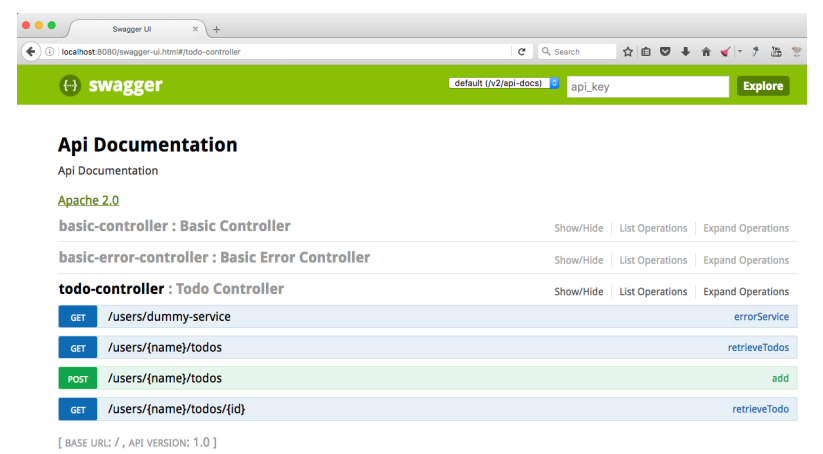 Swagger UI × +
localhost:8080/swagger-ui.html#/todo-controller Search
{··} swagger default (/v2/api-docs) api_key Explore
Api Documentation
Api Documentation
Apache 2.0
basic-controller : Basic Controller Show/Hide List Operations Expand Operations
basic-error-controller : Basic Error Controller Show/Hide List Operations Expand Operations
todo-controller : Todo Controller Show/Hide List Operations Expand Operations
GET /users/dummy-service errorService
GET /users/{name}/todos retrieveTodos
POST /users/{name}/todos add
GET /users/{name}/todos/{id} retrieveTodo
[ BASE URL: / , API VERSION: 1.0 ]